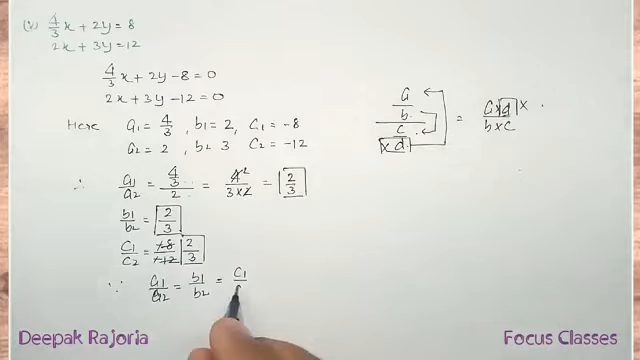 (v) 4/3 x + 2y = 8
2x + 3y = 12
4/3 x + 2y - 8 = 0
2x + 3y - 12 = 0
Here a1 = 4/3, b1 = 2, c1 = -8
a2 = 2, b2 3 c2 = -12
∴ a1/a2 = 4/3/2 = 4 2/3×2 = 2/3
b1/b2 = 2/3
c1/c2 = -8/-12 2/3
∵ a1/a2 = b1/b2 = c1/
a/b/c/×d = a×d/b×c ×
Deepak Rajoria
Focus Classes